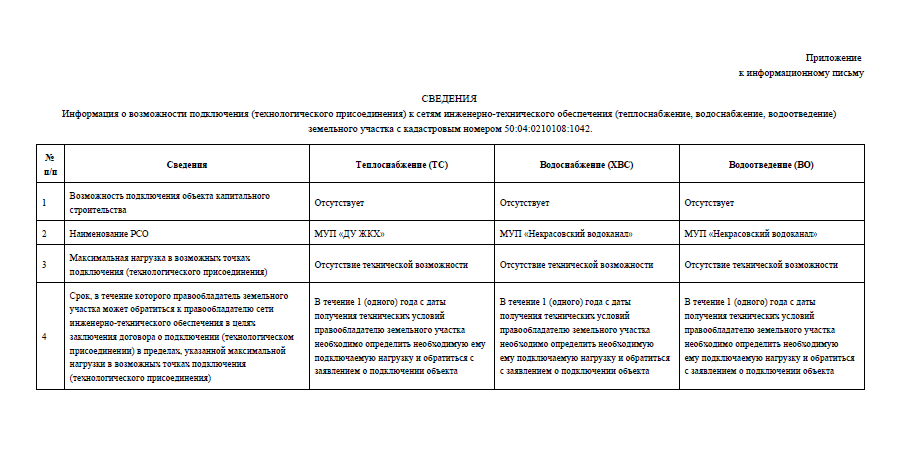 Приложение
к информационному письму
СВЕДЕНИЯ
Информация о возможности подключения (технологического присоединения) к сетям инженерно-технического обеспечения (теплоснабжение, водоснабжение, водоотведение)
земельного участка с кадастровым номером 50:04:0210108:1042.
№
п/п
Сведения
Теплоснабжение (ТС)
Водоснабжение (ХВС)
Водоотведение (ВО)
1
Возможность подключения объекта капитального
строительства
Отсутствует
Отсутствует
Отсутствует
2
Наименование РСО
МУП «ДУ ЖКХ»
МУП «Некрасовский водоканал»
МУП «Некрасовский водоканал»
3
Максимальная нагрузка в возможных точках
подключения (технологического присоединения)
Отсутствие технической возможности
Отсутствие технической возможности
Отсутствие технической возможности
4
Срок, в течение которого правообладатель земельного
участка может обратиться к правообладателю сети
инженерно-технического обеспечения в целях
заключения договора о подключении (технологическом
присоединении) в пределах, указанной максимальной
нагрузки в возможных точках подключения
(технологического присоединения)
В течение 1 (одного) года с даты
получения технических условий
правообладателю земельного участка
необходимо определить необходимую ему
подключаемую нагрузку и обратиться с
заявлением о подключении объекта
В течение 1 (одного) года с даты
получения технических условий
правообладателю земельного участка
необходимо определить необходимую
ему подключаемую нагрузку и обратиться
с заявлением о подключении объекта
В течение 1 (одного) года с даты
получения технических условий
правообладателю земельного участка
необходимо определить необходимую
ему подключаемую нагрузку и обратиться
с заявлением о подключении объекта